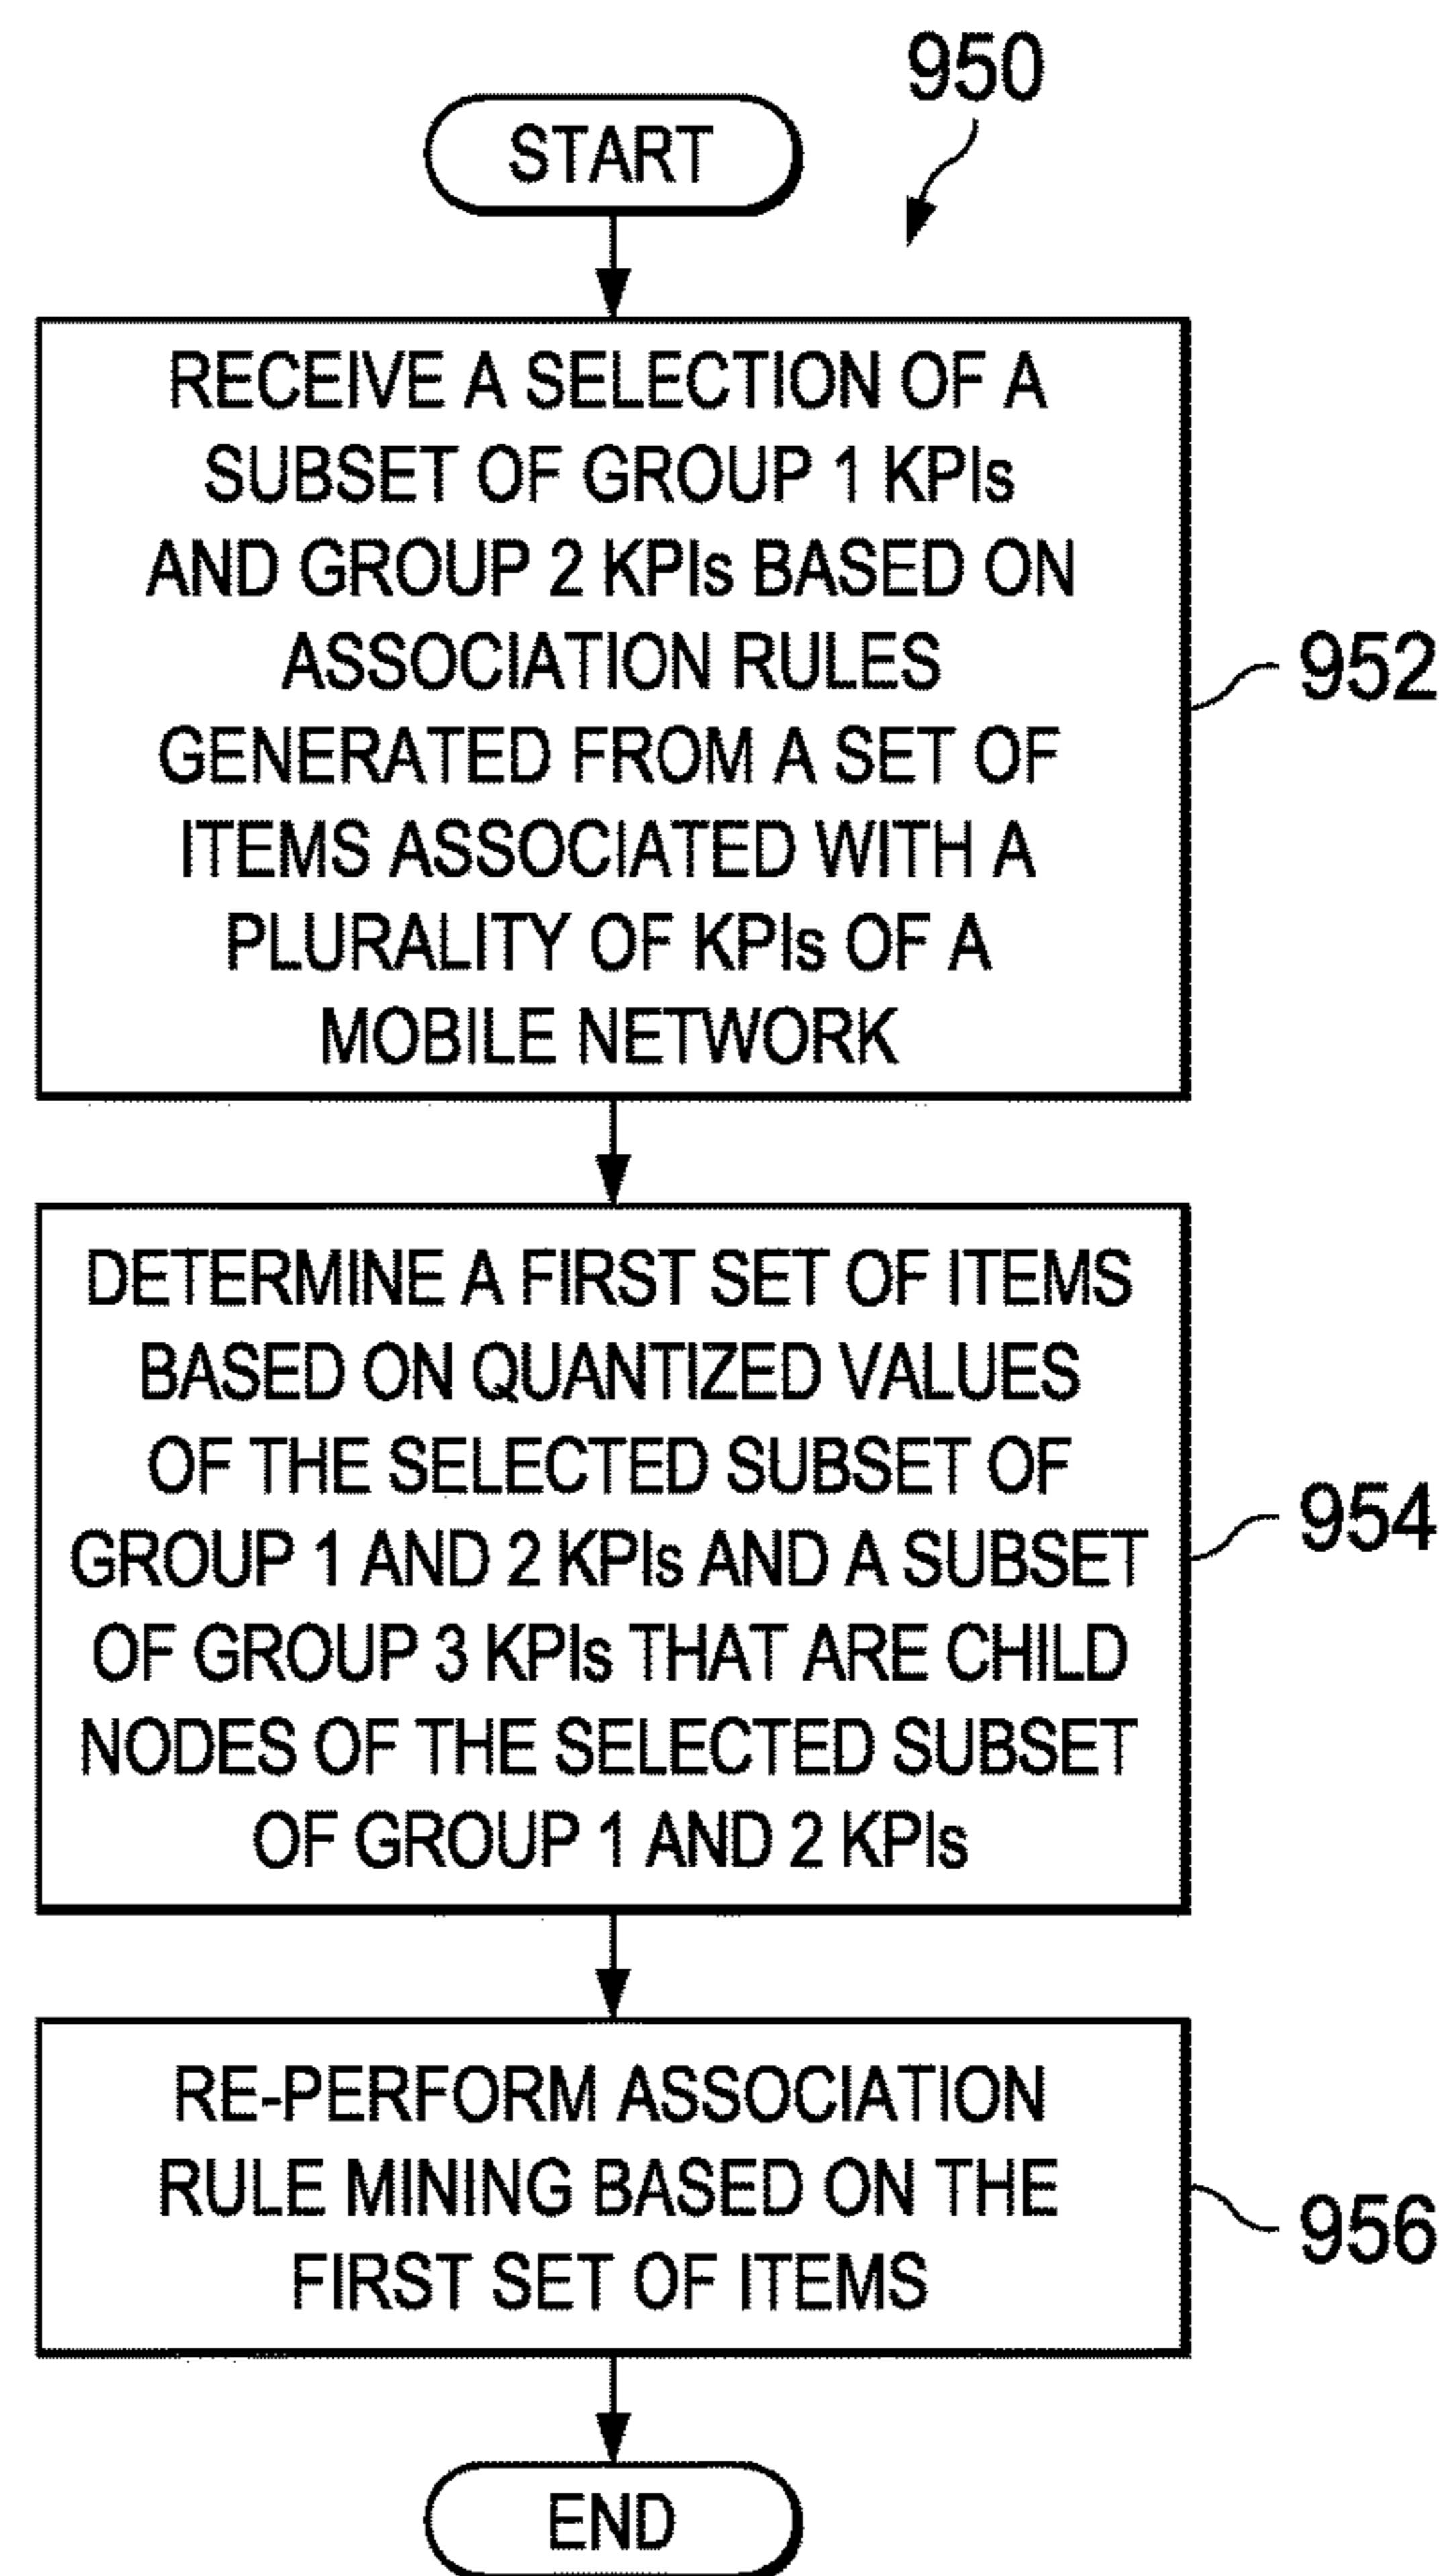 950
START
RECEIVE A SELECTION OF A
SUBSET OF GROUP 1 KPIs
AND GROUP 2 KPIs BASED ON
ASSOCIATION RULES
GENERATED FROM A SET OF
ITEMS ASSOCIATED WITH A
PLURALITY OF KPIs OF A
MOBILE NETWORK
952
DETERMINE A FIRST SET OF ITEMS
BASED ON QUANTIZED VALUES
OF THE SELECTED SUBSET OF
GROUP 1 AND 2 KPIs AND A SUBSET
OF GROUP 3 KPIs THAT ARE CHILD
NODES OF THE SELECTED SUBSET
OF GROUP 1 AND 2 KPIs
954
RE-PERFORM ASSOCIATION
RULE MINING BASED ON THE
FIRST SET OF ITEMS
956
END